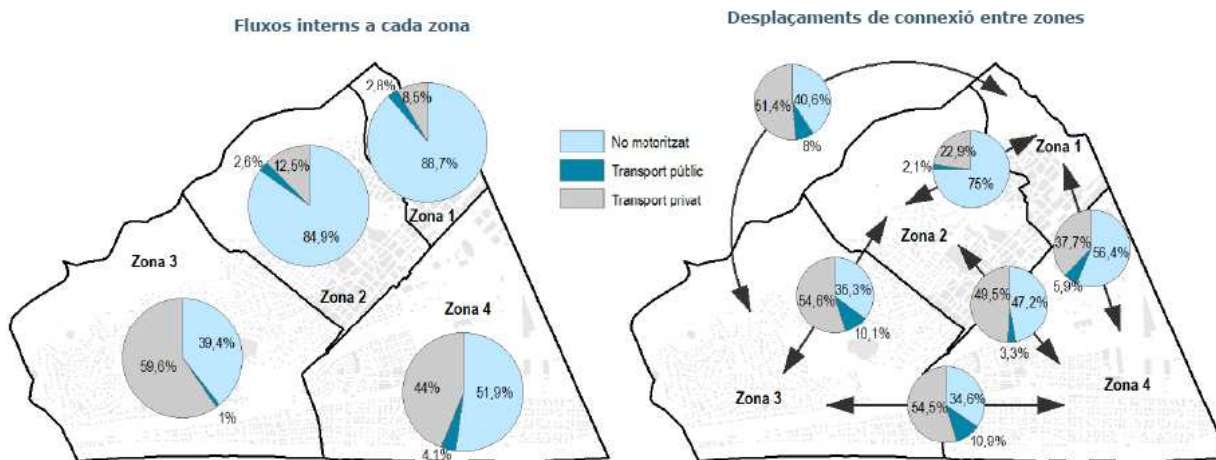 Fluxos interns a cada zona
2,8%
8,5%
88,7%
2,6%
12,5%
84,9%
Zona 1
Zona 2
Zona 3
39,4%
59,6%
1%
Zona 4
44%
51,9%
4,1%
No motoritzat
Transport públic
Transport privat
Desplaçaments de connexió entre zones
51,4%
40,6%
8%
22,9%
2,1%
75%
Zona 1
Zona 2
37,7%
56,4%
5,9%
54,6%
35,3%
10,1%
49,5%
47,2%
3,3%
Zona 3
Zona 4
54,5%
34,6%
10,9%